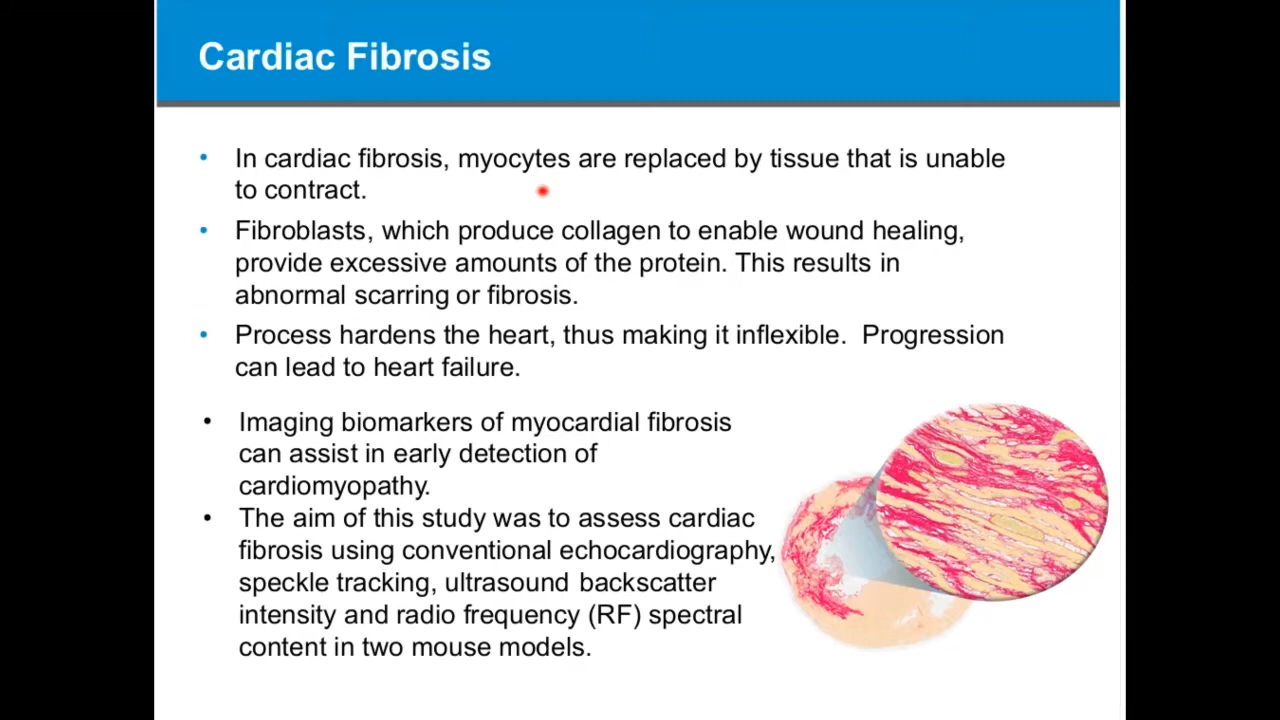 Cardiac Fibrosis
• In cardiac fibrosis, myocytes are replaced by tissue that is unable
to contract.
• Fibroblasts, which produce collagen to enable wound healing,
provide excessive amounts of the protein. This results in
abnormal scarring or fibrosis.
• Process hardens the heart, thus making it inflexible.  Progression
can lead to heart failure.
• Imaging biomarkers of myocardial fibrosis
can assist in early detection of
cardiomyopathy.
• The aim of this study was to assess cardiac
fibrosis using conventional echocardiography,
speckle tracking, ultrasound backscatter
intensity and radio frequency (RF) spectral
content in two mouse models.